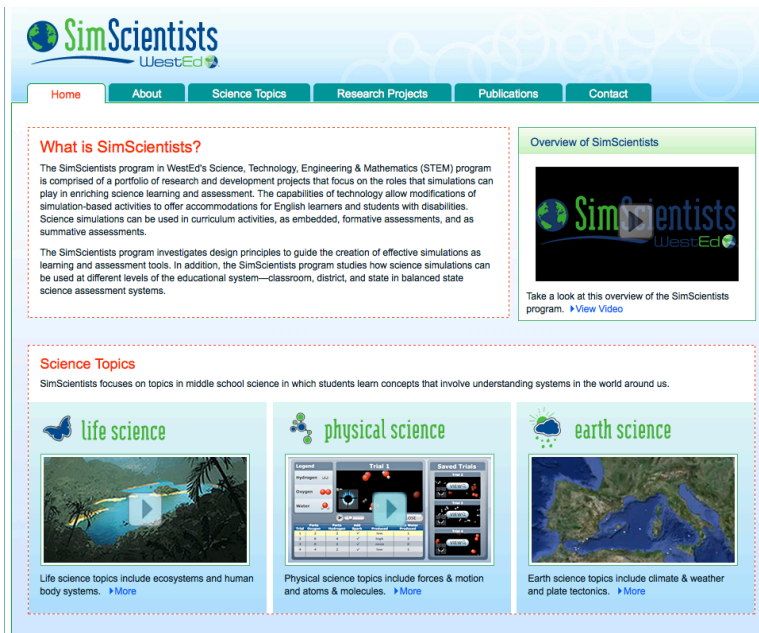 SimScientists
WestEd
Home About Science Topics Research Projects Publications Contact
What is SimScientists?
The SimScientists program in WestEd's Science, Technology, Engineering & Mathematics (STEM) program
is comprised of a portfolio of research and development projects that focus on the roles that simulations can
play in enriching science learning and assessment. The capabilities of technology allow modifications of
simulation-based activities to offer accommodations for English learners and students with disabilities.
Science simulations can be used in curriculum activities, as embedded, formative assessments, and as
summative assessments.
The SimScientists program investigates design principles to guide the creation of effective simulations as
learning and assessment tools. In addition, the SimScientists program studies how science simulations can
be used at different levels of the educational system—classroom, district, and state in balanced state
science assessment systems.
Overview of SimScientists
WestEd
Take a look at this overview of the SimScientists
program. View Video
Science Topics
SimScientists focuses on topics in middle school science in which students learn concepts that involve understanding systems in the world around us.
life science
physical science
earth science
Legend
Hydrogen
Oxygen
Water
Trial 1
Saved Trials
Life science topics include ecosystems and human
body systems. More
Physical science topics include forces & motion
and atoms & molecules. More
Earth science topics include climate & weather
and plate tectonics. More